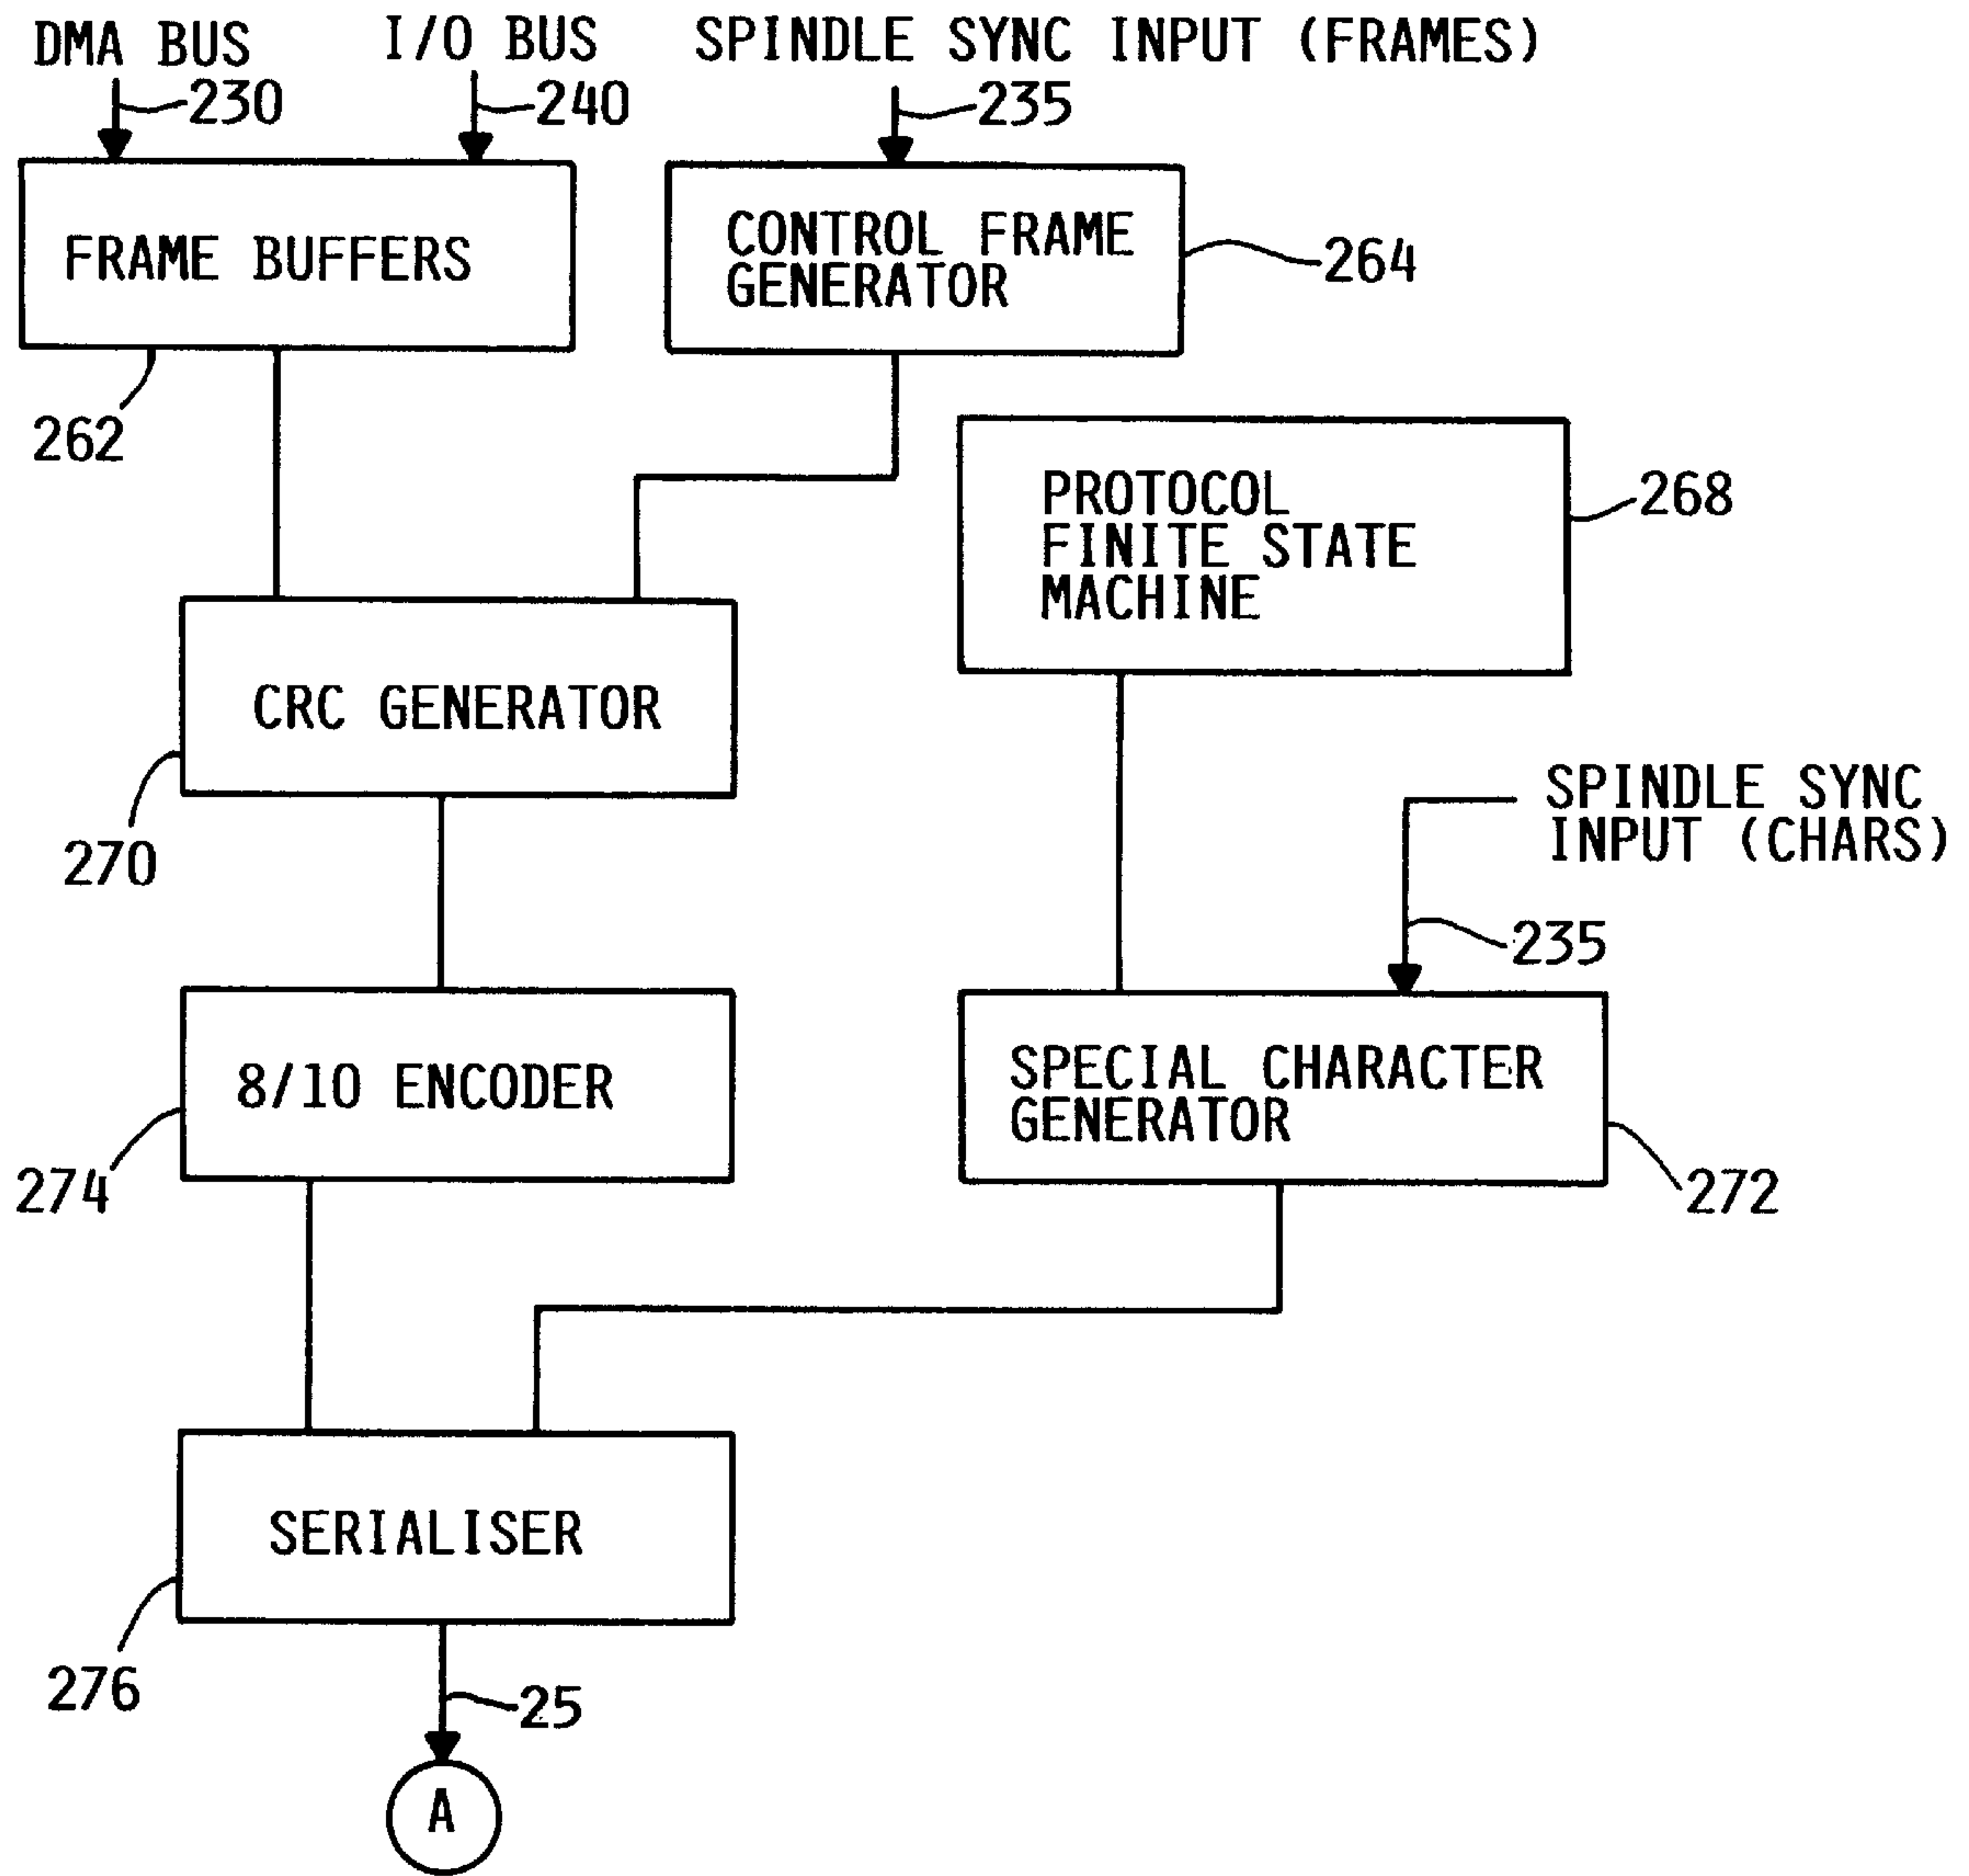 DMA BUS
I/O BUS
SPINDLE SYNC INPUT (FRAMES)
230
240
235
FRAME BUFFERS
CONTROL FRAME
GENERATOR
264
262
PROTOCOL
FINITE STATE
MACHINE
268
CRC GENERATOR
270
SPINDLE SYNC
INPUT (CHARS)
235
8/10 ENCODER
274
SPECIAL CHARACTER
GENERATOR
272
SERIALISER
276
25
A